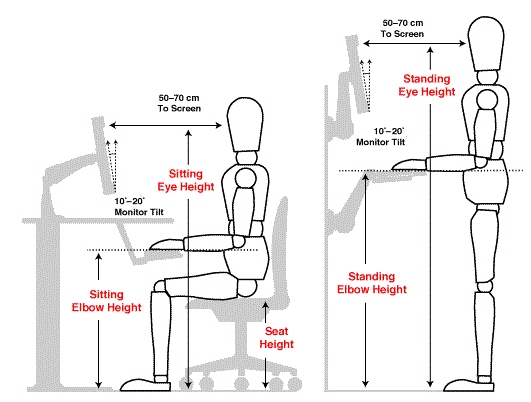 50–70 cm
To Screen
Sitting
Eye Height
10°–20°
Monitor Tilt
Sitting
Elbow Height
Seat
Height
50–70 cm
To Screen
Standing
Eye Height
10°–20°
Monitor Tilt
Standing
Elbow Height